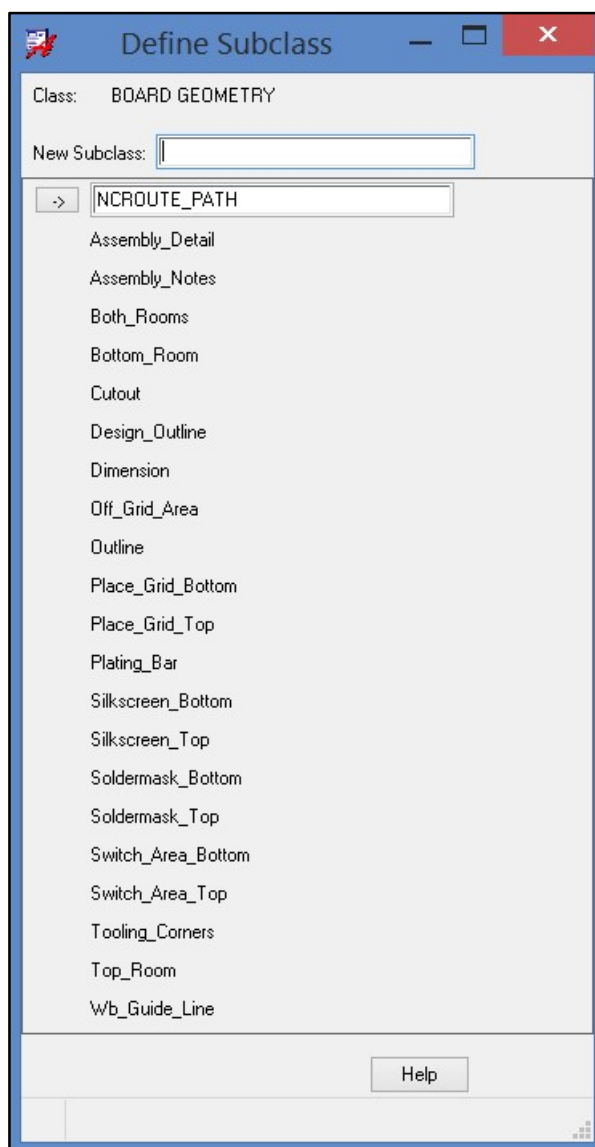 Define Subclass
Class: BOARD GEOMETRY
New Subclass:
-> NCROUTE_PATH
Assembly_Detail
Assembly_Notes
Both_Rooms
Bottom_Room
Cutout
Design_Outline
Dimension
Off_Grid_Area
Outline
Place_Grid_Bottom
Place_Grid_Top
Plating_Bar
Silkscreen_Bottom
Silkscreen_Top
Soldermask_Bottom
Soldermask_Top
Switch_Area_Bottom
Switch_Area_Top
Tooling_Corners
Top_Room
Wb_Guide_Line
Help